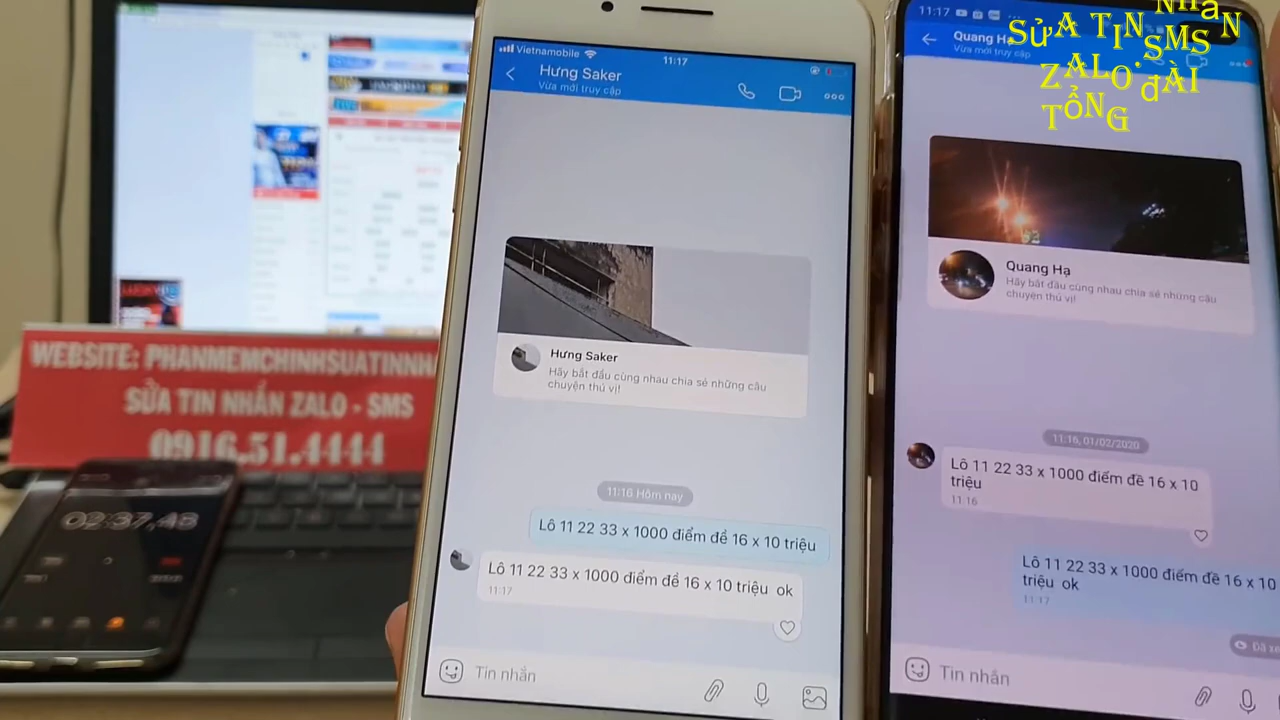 WEBSITE: PHANMEMCHINHSUATINNHA
SỬA TIN NHẮN ZALO - SMS
0916.51.4444
02:37,48
Vietnamobile
11:17
Hưng Saker
Vừa mới truy cập
Hưng Saker
Hãy bắt đầu cùng nhau chia sẻ những câu
chuyện thú vị!
11:16 Hôm nay
Lô 11 22 33 x 1000 điểm đề 16 x 10 triệu
Lô 11 22 33 x 1000 điểm đề 16 x 10 triệu ok
11:17
Tin nhắn
11:17
Quang Hạ
Vừa mới truy cập
SỬA TIN NHẮN
ZALO.SMS
TỔNG ĐÀI
Quang Hạ
Hãy bắt đầu cùng nhau chia sẻ những câu
chuyện thú vị!
11:16, 01/02/2020
Lô 11 22 33 x 1000 điểm đề 16 x 10
triệu
11:16
Lô 11 22 33 x 1000 điểm đề 16 x 10
triệu ok
11:17
Tin nhắn